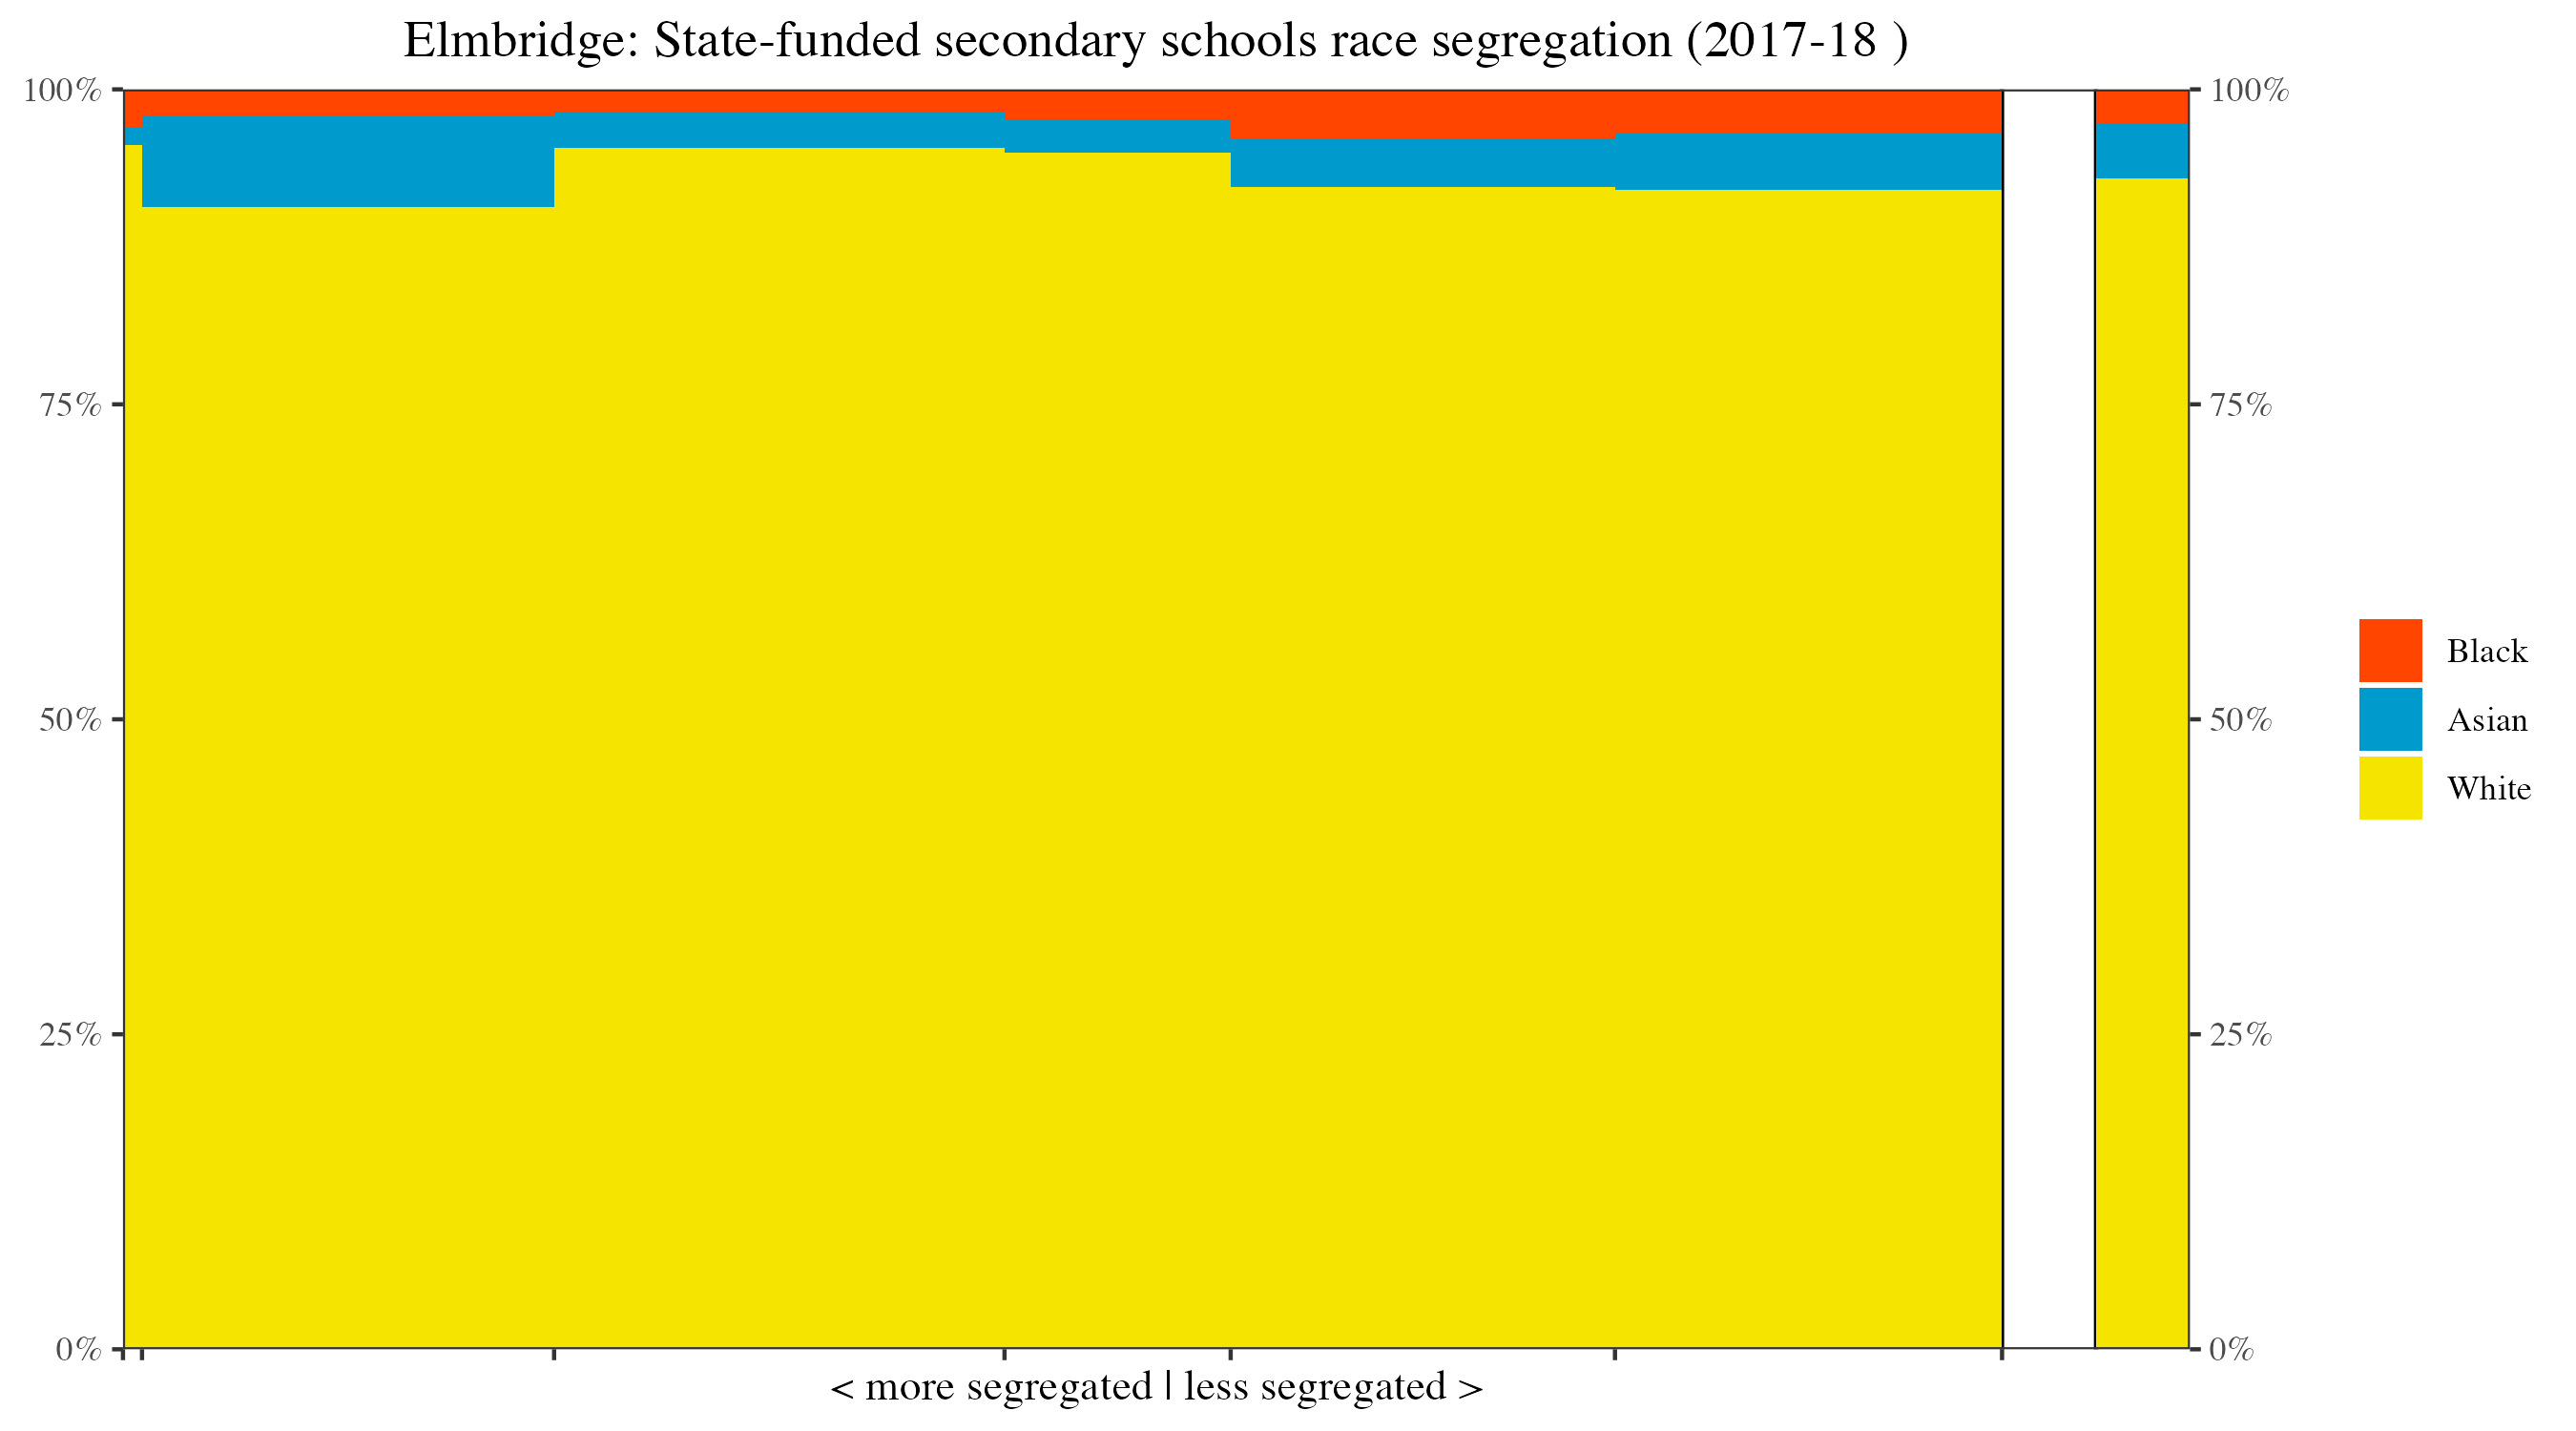 Elmbridge: State-funded secondary schools race segregation (2017-18 )
100%
75%
50%
25%
0%
100%
75%
50%
25%
0%
Black
Asian
White
< more segregated | less segregated >